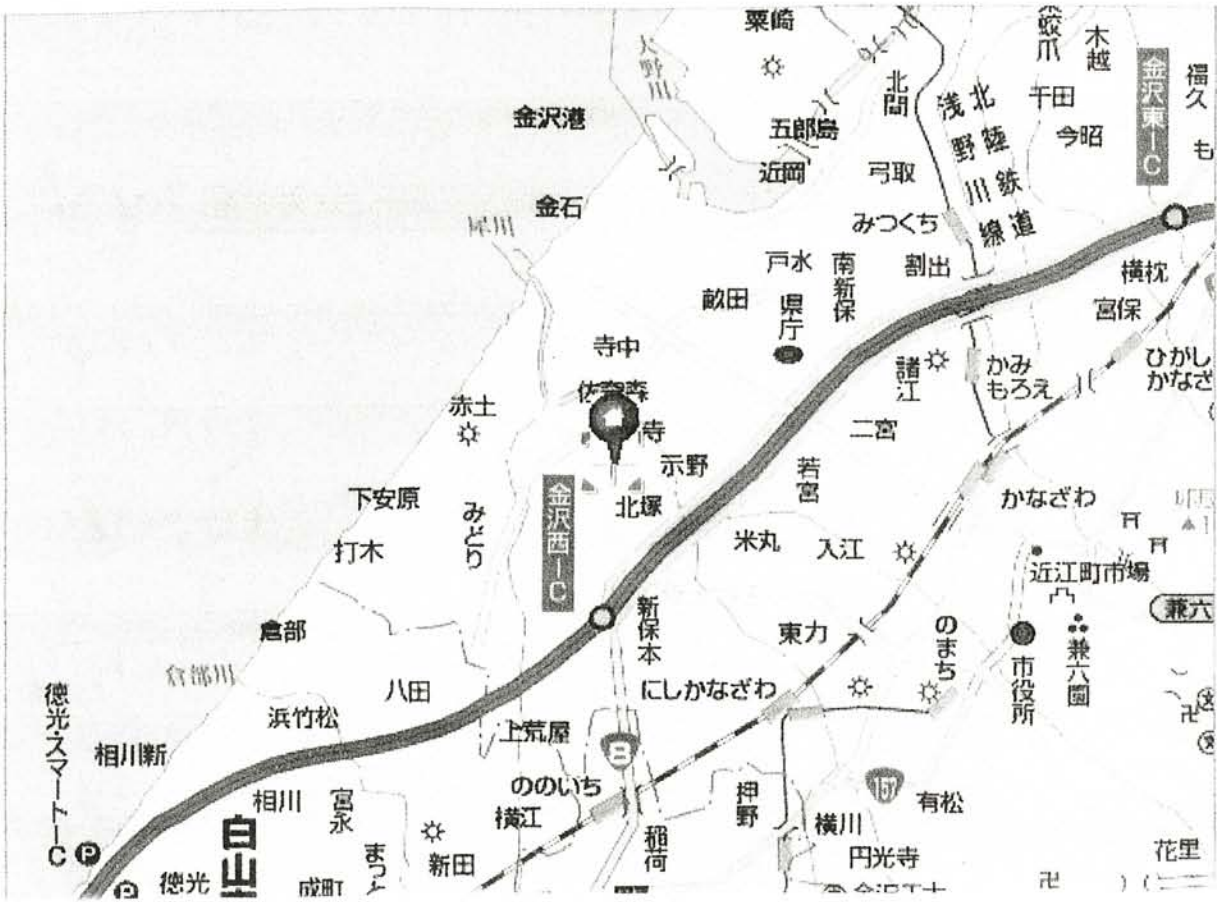 粟崎
木越
福久
金沢東IC
大野川
北間
浅野川線
北陸鉄道
千田
今昭
も
金沢港
五郎島
近岡
弓取
みつくち
金石
犀川
戸水
南新保
割出
横枕
宮保
畝田
県庁
寺中
諸江
かみ
もろえ
ひがし
かなざ
赤土
寺
二宮
示野
若宮
下安原
みどり
金沢西IC
北塚
かなざわ
打木
米丸
入江
近江町市場
倉部
新保本
東力
のまち
市役所
兼六園
兼六
倉部川
八田
にしかなざわ
徳光スマートIC
浜竹松
相川新
上荒屋
8
ののいち
157
相川
宮永
横江
稲荷
押野
横川
有松
白山
新田
円光寺
花里
P
徳光
成町